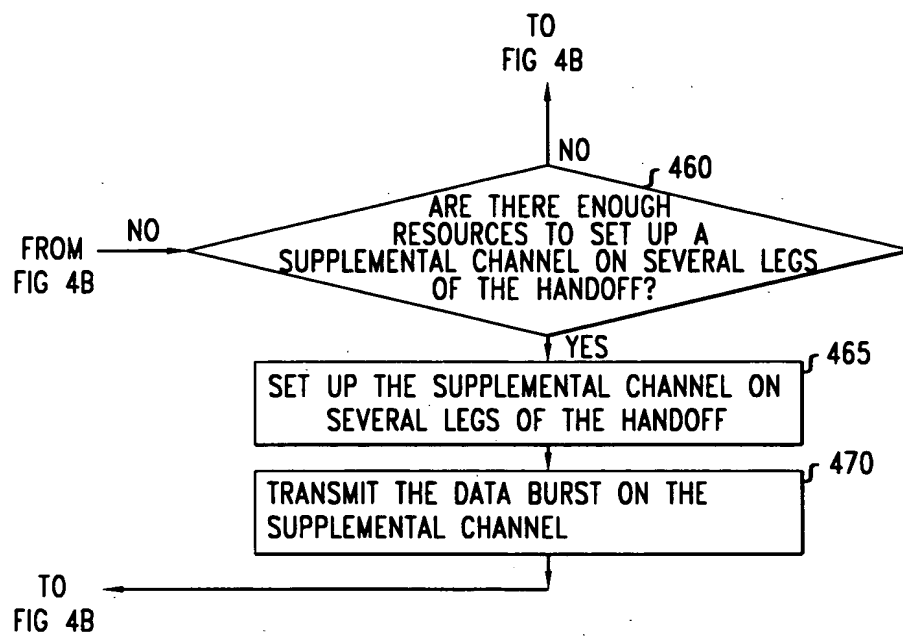 TO
FIG 4B
NO
460
ARE THERE ENOUGH
RESOURCES TO SET UP A
SUPPLEMENTAL CHANNEL ON SEVERAL LEGS
OF THE HANDOFF?
NO
FROM
FIG 4B
YES
465
SET UP THE SUPPLEMENTAL CHANNEL ON
SEVERAL LEGS OF THE HANDOFF
470
TRANSMIT THE DATA BURST ON THE
SUPPLEMENTAL CHANNEL
TO
FIG 4B